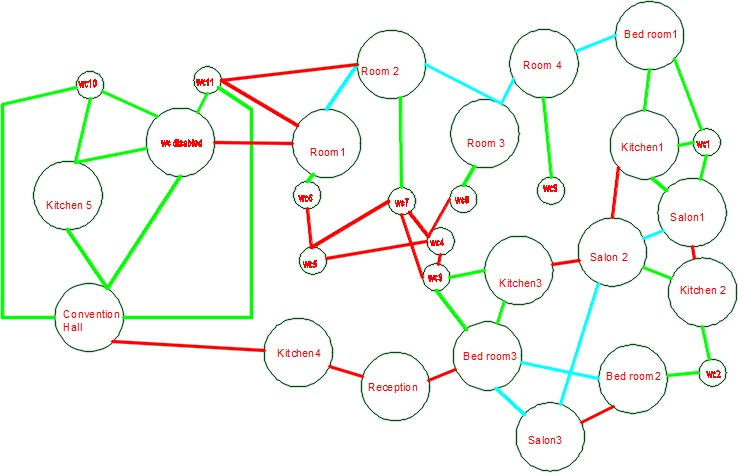 Bed room1
Room 2
Room 4
wc10
wc11
wc disabled
Room 1
Room 3
Kitchen1
wc1
Kitchen 5
wc6
wc7
wc8
wc9
Salon1
wc4
wc5
Salon 2
wc3
Kitchen3
Kitchen 2
Convention
Hall
Kitchen4
Bed room3
Reception
Bed room2
wc2
Salon3